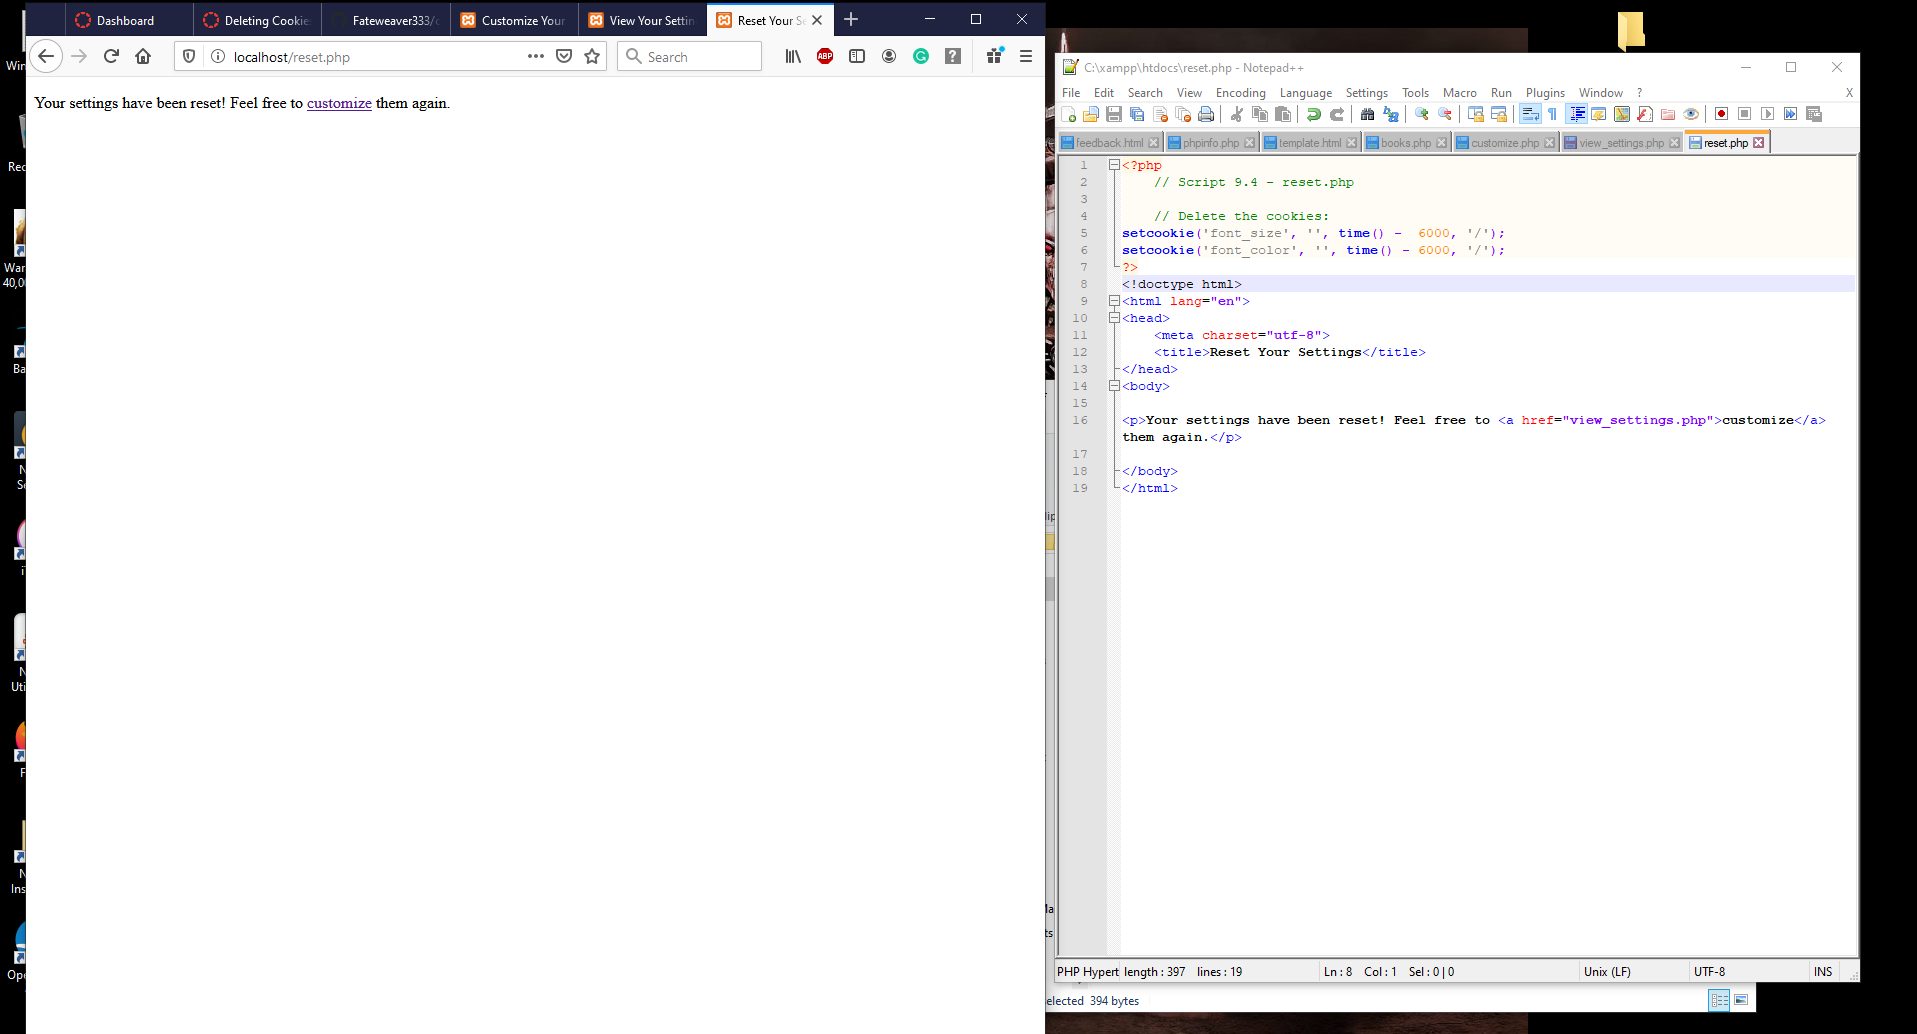 Dashboard
Deleting Cookie
Fateweaver333/c
Customize Your
View Your Settin
Reset Your Se
localhost/reset.php
Search
ABP
Your settings have been reset! Feel free to customize them again.
Win
Rec
War
40,0
Ba
N
S
N
Uti
F
N
Ins
Op
C:\xampp\htdocs\reset.php - Notepad++
File Edit Search View Encoding Language Settings Tools Macro Run Plugins Window ? X
feedback.html phpinfo.php template.html books.php customize.php view_settings.php reset.php
1 <?php
2 // Script 9.4 - reset.php
3
4 // Delete the cookies:
5 setcookie('font_size', '', time() -  6000, '/');
6 setcookie('font_color', '', time() - 6000, '/');
7 ?>
8 <!doctype html>
9 <html lang="en">
10 <head>
11 <meta charset="utf-8">
12 <title>Reset Your Settings</title>
13 </head>
14 <body>
15
16 <p>Your settings have been reset! Feel free to <a href="view_settings.php">customize</a>
them again.</p>
17
18 </body>
19 </html>
PHP Hypert length : 397 lines : 19 Ln : 8 Col : 1 Sel : 0 | 0 Unix (LF) UTF-8 INS
elected 394 bytes